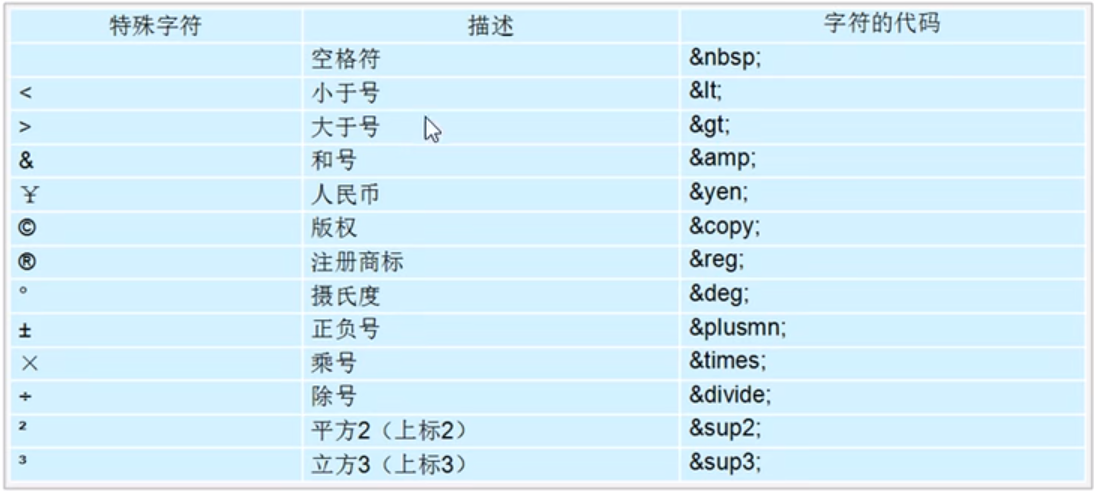 特殊字符 描述 字符的代码
空格符 &nbsp;
< 小于号 &lt;
> 大于号 &gt;
& 和号 &amp;
¥ 人民币 &yen;
© 版权 &copy;
® 注册商标 &reg;
° 摄氏度 &deg;
± 正负号 &plusmn;
× 乘号 &times;
÷ 除号 &divide;
² 平方2（上标2） &sup2;
³ 立方3（上标3） &sup3;